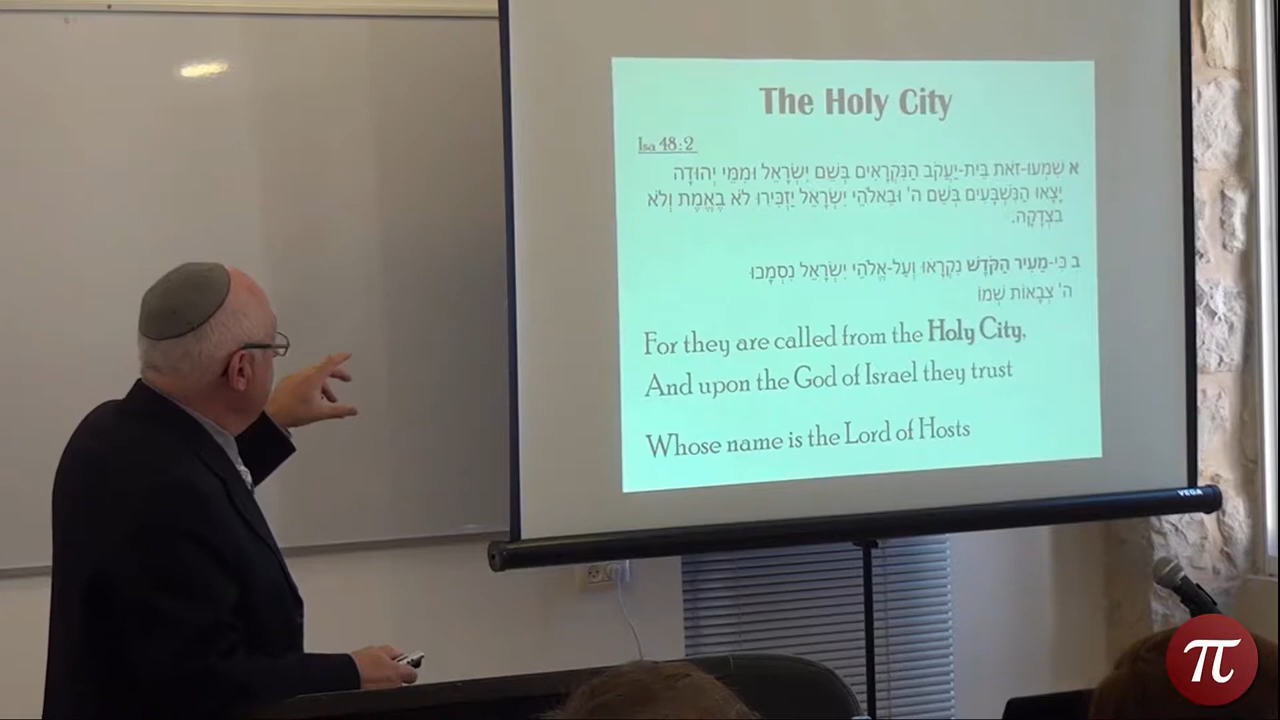 The Holy City
Isa 48:2
א שִׁמְעוּ-זֹאת בֵּית-יַעֲקֹב הַנִּקְרָאִים בְּשֵׁם יִשְׂרָאֵל וּמִמֵּי יְהוּדָה
יָצָאוּ הַנִּשְׁבָּעִים בְּשֵׁם ה' וּבֵאלֹהֵי יִשְׂרָאֵל יַזְכִּירוּ לֹא בֶאֱמֶת וְלֹא
בִצְדָקָה.
ב כִּי-מֵעִיר הַקֹּדֶשׁ נִקְרָאוּ וְעַל-אֱלֹהֵי יִשְׂרָאֵל נִסְמָכוּ
ה' צְבָאוֹת שְׁמוֹ
For they are called from the Holy City,
And upon the God of Israel they trust
Whose name is the Lord of Hosts
VEGA
π